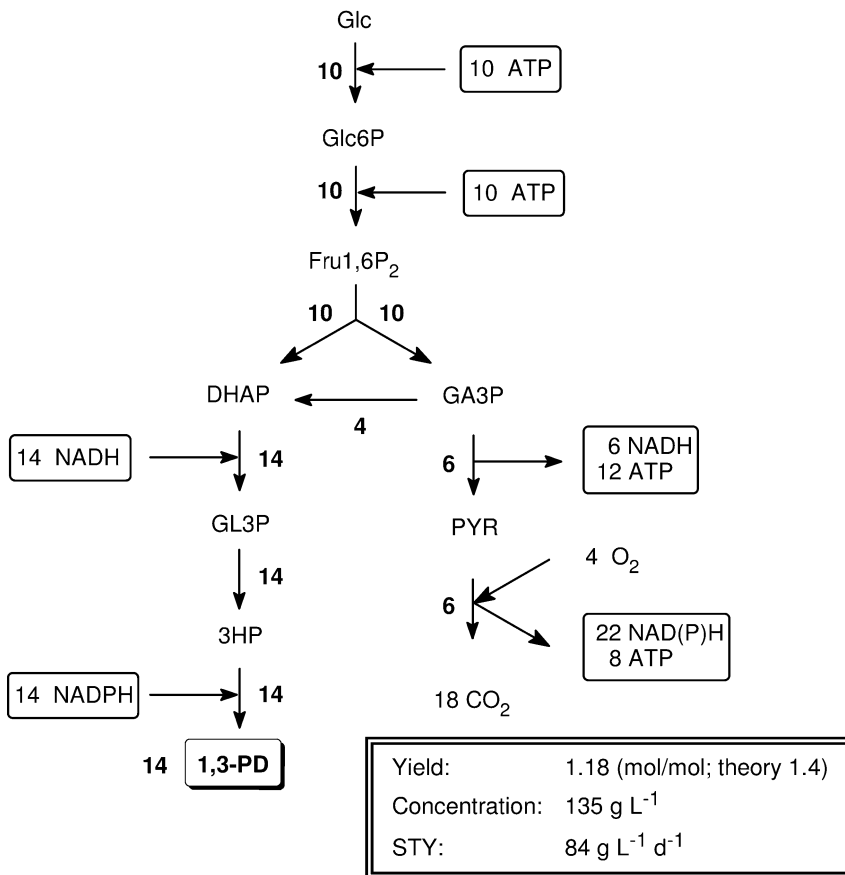 Glc
10
10 ATP
Glc6P
10
10 ATP
Fru1,6P₂
10 10
DHAP
GA3P
4
14 NADH
14
6
6 NADH
12 ATP
GL3P
PYR
14
4 O₂
6
3HP
22 NAD(P)H
8 ATP
14 NADPH
14
18 CO₂
14
1,3-PD
Yield: 1.18 (mol/mol; theory 1.4)
Concentration: 135 g L⁻¹
STY: 84 g L⁻¹ d⁻¹